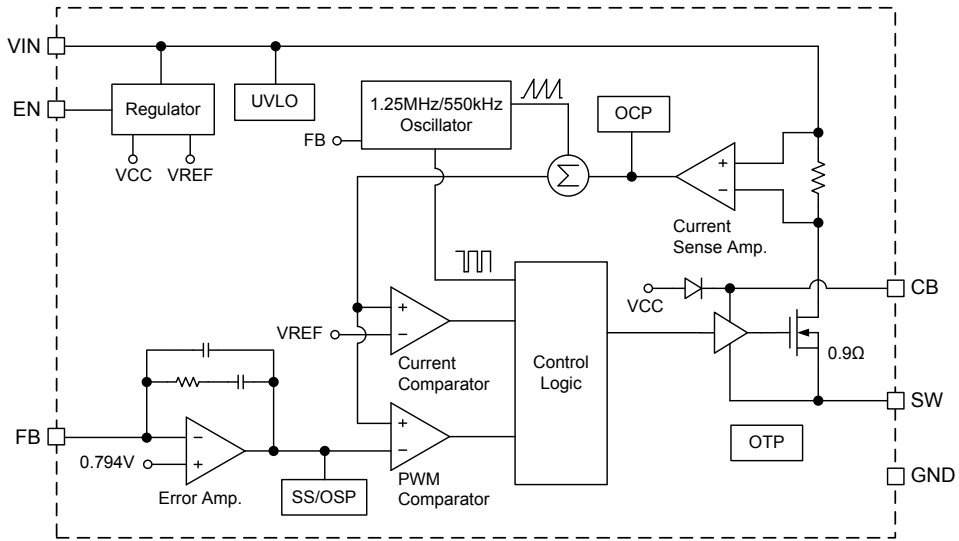 VIN
EN
Regulator
VCC
VREF
UVLO
1.25MHz/550kHz
Oscillator
FB
OCP
Σ
+
−
Current
Sense Amp.
VCC
CB
VREF
+
−
Current
Comparator
Control
Logic
0.9Ω
SW
FB
−
+
0.794V
Error Amp.
SS/OSP
+
−
PWM
Comparator
OTP
GND